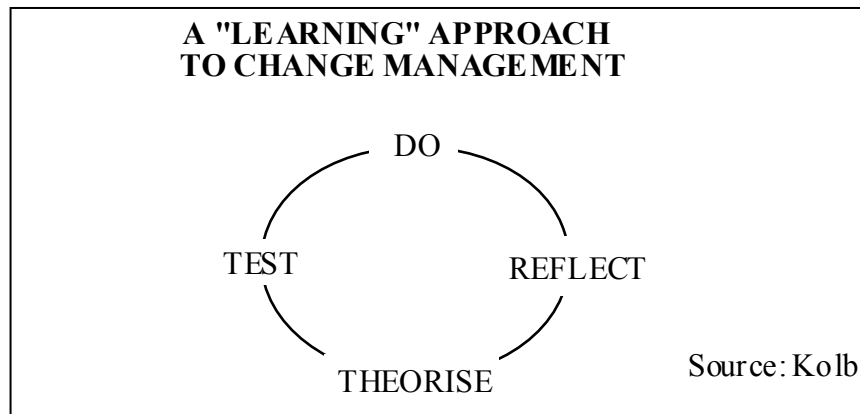 A "LEARNING" APPROACH
TO CHANGE MANAGEMENT
DO
TEST
REFLECT
THEORISE
Source: Kolb